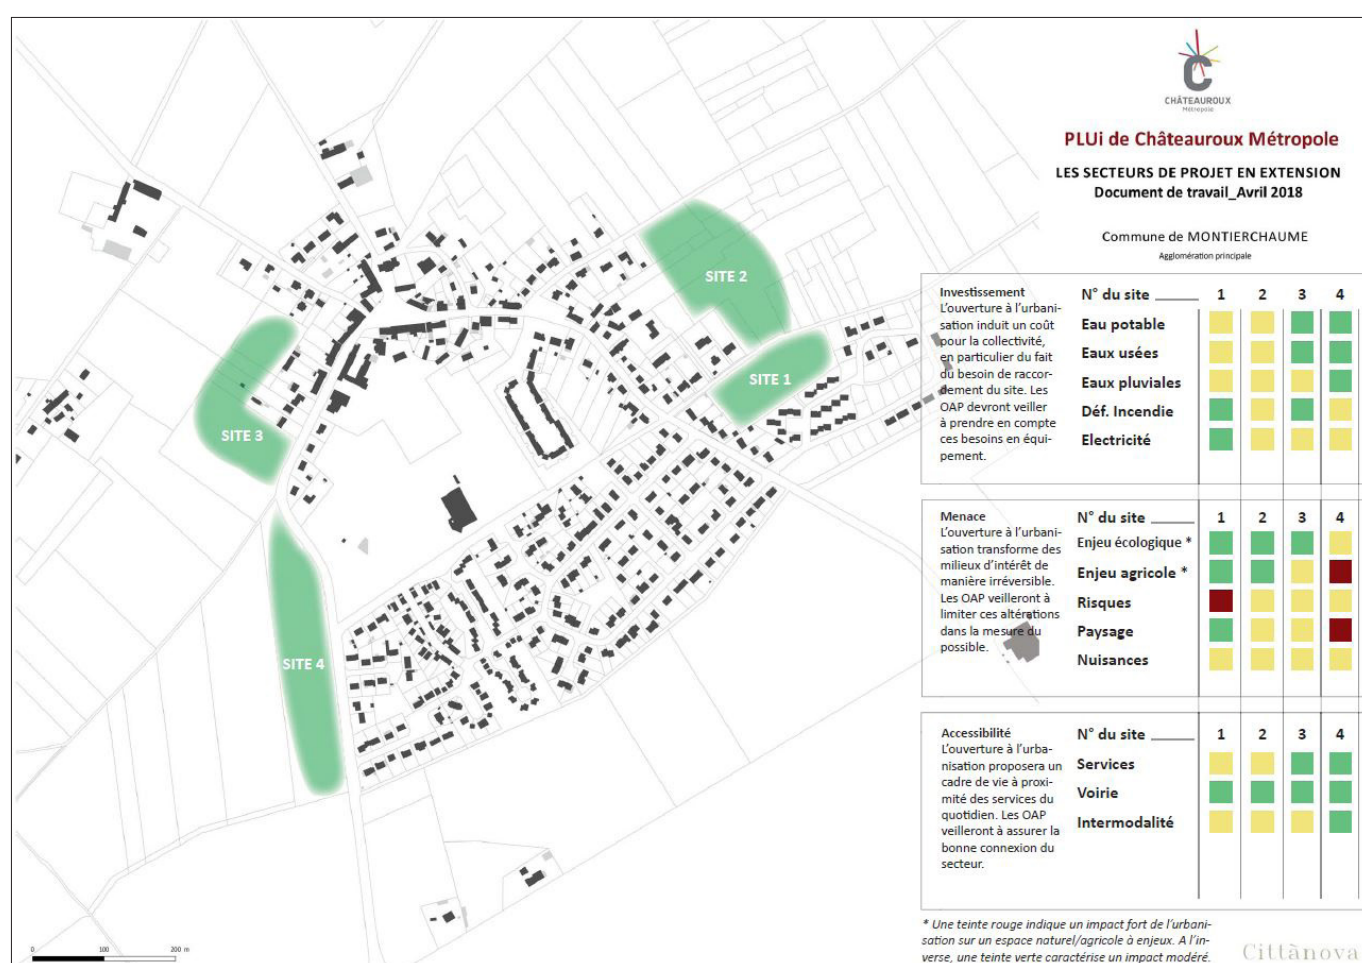 CHÂTEAUROUX
Métropole
PLUi de Châteauroux Métropole
LES SECTEURS DE PROJET EN EXTENSION
Document de travail_Avril 2018
Commune de MONTIERCHAUME
Agglomération principale
SITE 2
SITE 1
SITE 3
SITE 4
Investissement
L'ouverture à l'urbani-
sation induit un coût
pour la collectivité,
en particulier du fait
du besoin de raccor-
dement du site. Les
OAP devront veiller
à prendre en compte
ces besoins en équi-
pement.
N° du site ______ 1 2 3 4
Eau potable
Eaux usées
Eaux pluviales
Déf. Incendie
Electricité
Menace
L'ouverture à l'urbani-
sation transforme des
milieux d'intérêt de
manière irréversible.
Les OAP veilleront à
limiter ces altérations
dans la mesure du
possible.
N° du site ______ 1 2 3 4
Enjeu écologique *
Enjeu agricole *
Risques
Paysage
Nuisances
Accessibilité
L'ouverture à l'urba-
nisation proposera un
cadre de vie à proxi-
mité des services du
quotidien. Les OAP
veilleront à assurer la
bonne connexion du
secteur.
N° du site ______ 1 2 3 4
Services
Voirie
Intermodalité
* Une teinte rouge indique un impact fort de l'urbani-
sation sur un espace naturel/agricole à enjeux. A l'in-
verse, une teinte verte caractérise un impact modéré.
Cittànova
0 100 200 m